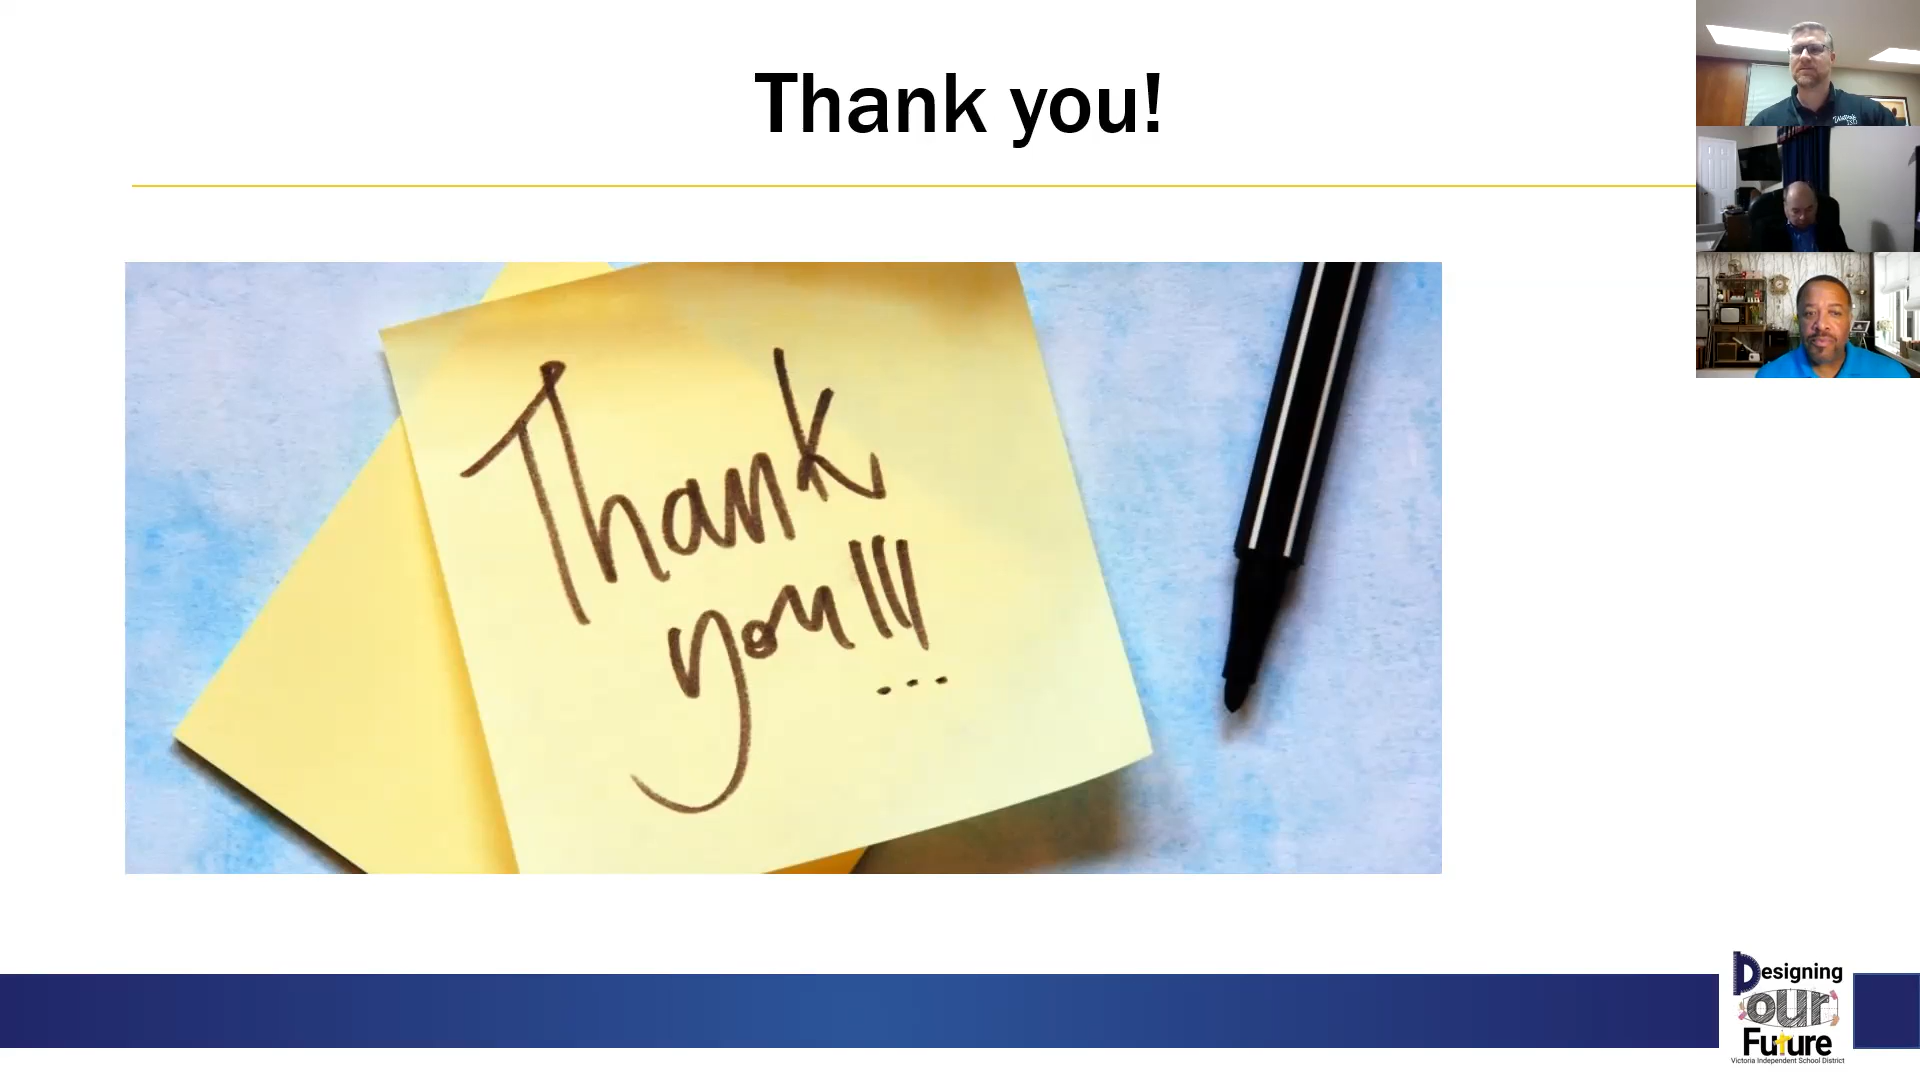 Thank you!
Thank
you!!!
Designing
our
Future
Victoria Independent School District